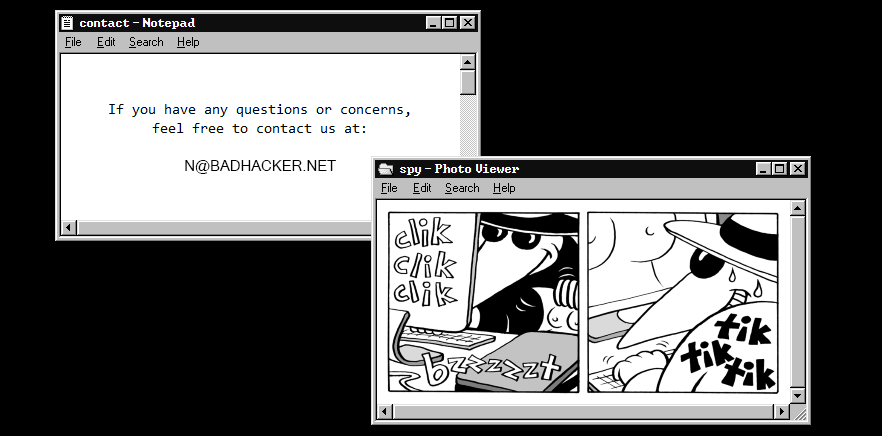 contact – Notepad
File Edit Search Help
If you have any questions or concerns,
feel free to contact us at:
N@BADHACKER.NET
spy – Photo Viewer
File Edit Search Help
clik
clik
clik
bzzzzzt
tik
tik
tik
tik